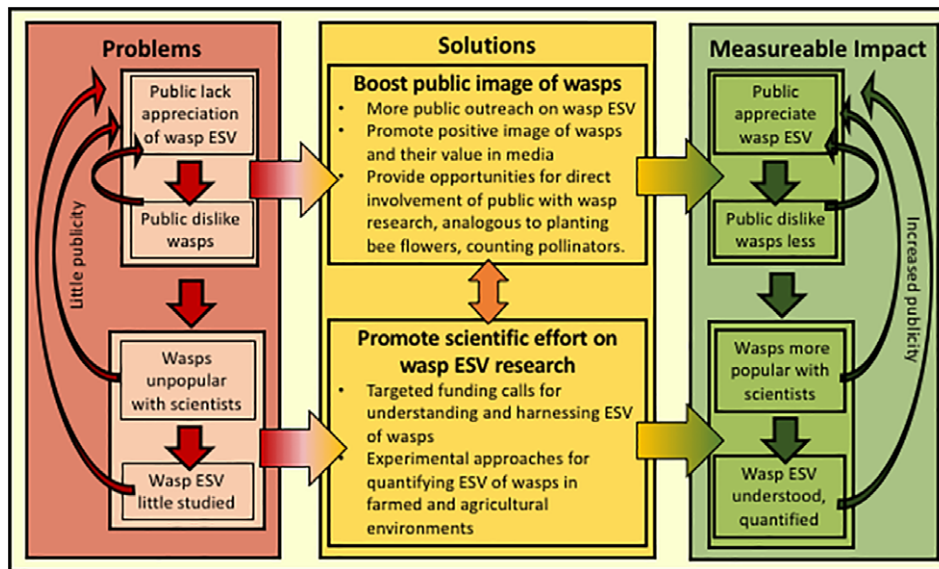 Problems
Public lack
appreciation
of wasp ESV
Public dislike
wasps
Little publicity
Wasps
unpopular
with scientists
Wasp ESV
little studied
Solutions
Boost public image of wasps
• More public outreach on wasp ESV
• Promote positive image of wasps
and their value in media
• Provide opportunities for direct
involvement of public with wasp
research, analogous to planting
bee flowers, counting pollinators.
Promote scientific effort on
wasp ESV research
• Targeted funding calls for
understanding and harnessing ESV
of wasps
• Experimental approaches for
quantifying ESV of wasps in
farmed and agricultural
environments
Measureable Impact
Public
appreciate
wasp ESV
Public dislike
wasps less
Increased publicity
Wasps more
popular with
scientists
Wasp ESV
understood,
quantified